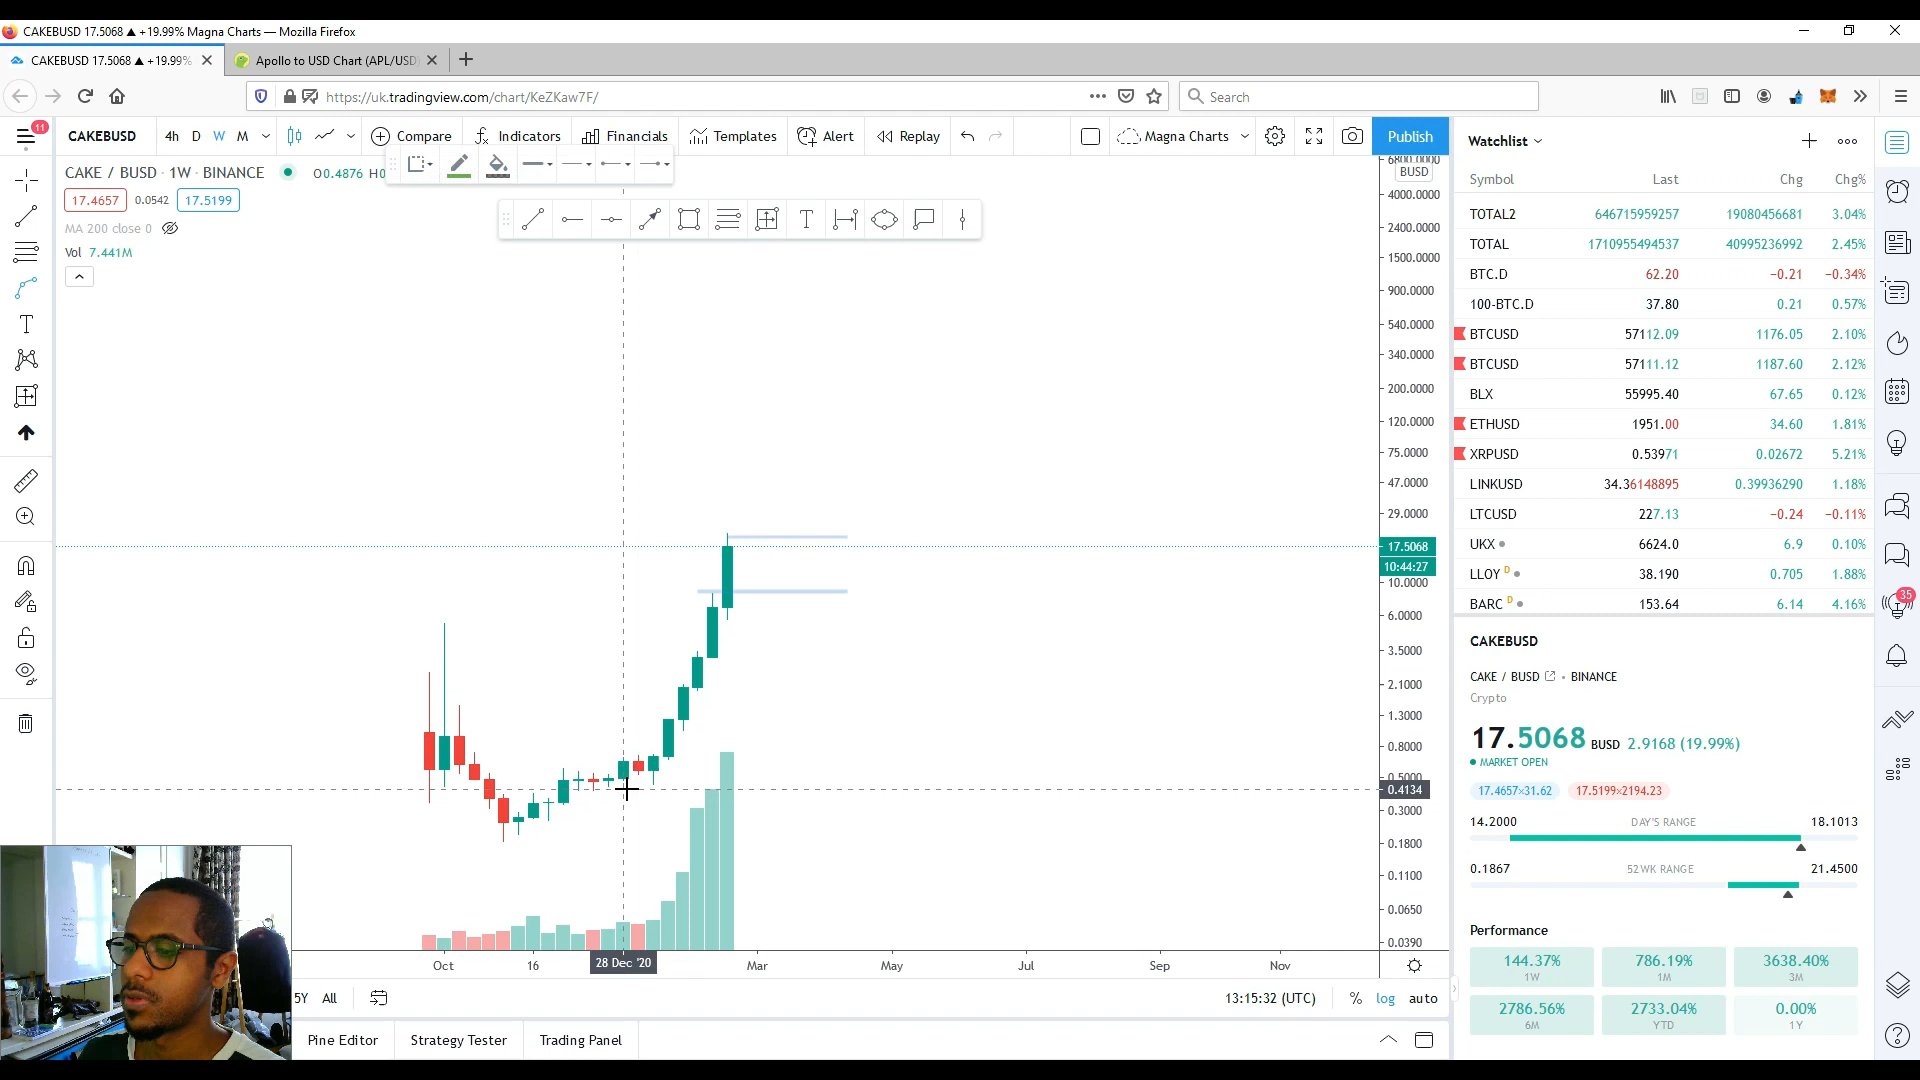 CAKEBUSD 17.5068 ▲ +19.99% Magna Charts — Mozilla Firefox
CAKEBUSD 17.5068 ▲ +19.99%
Apollo to USD Chart (APL/USD)
https://uk.tradingview.com/chart/KeZKaw7F/
Search
11
CAKEBUSD 4h D W M Compare Indicators Financials Templates Alert Replay Magna Charts Publish
CAKE / BUSD · 1W · BINANCE O0.4876 H0
17.4657 0.0542 17.5199
MA 200 close 0
Vol 7.441M
6800.0000
BUSD
4000.0000
2400.0000
1500.0000
900.0000
540.0000
340.0000
200.0000
120.0000
75.0000
47.0000
29.0000
17.5068
10:44:27
10.0000
6.0000
3.5000
2.1000
1.3000
0.8000
0.5000
0.4134
0.3000
0.1800
0.1100
0.0650
0.0390
Oct 16 28 Dec '20 Mar May Jul Sep Nov
5Y All 13:15:32 (UTC) % log auto
Pine Editor Strategy Tester Trading Panel
Watchlist
Symbol Last Chg Chg%
TOTAL2 646715959257 19080456681 3.04%
TOTAL 1710955494537 40995236992 2.45%
BTC.D 62.20 −0.21 −0.34%
100-BTC.D 37.80 0.21 0.57%
BTCUSD 57112.09 1176.05 2.10%
BTCUSD 57111.12 1187.60 2.12%
BLX 55995.40 67.65 0.12%
ETHUSD 1951.00 34.60 1.81%
XRPUSD 0.53971 0.02672 5.21%
LINKUSD 34.36148895 0.39936290 1.18%
LTCUSD 227.13 −0.24 −0.11%
UKX 6624.0 6.9 0.10%
LLOY D 38.190 0.705 1.88%
BARC D 153.64 6.14 4.16%
35
CAKEBUSD
CAKE / BUSD • BINANCE
Crypto
17.5068 BUSD 2.9168 (19.99%)
MARKET OPEN
17.4657×31.62 17.5199×2194.23
14.2000 DAY'S RANGE 18.1013
0.1867 52WK RANGE 21.4500
Performance
144.37% 786.19% 3638.40%
1W 1M 3M
2786.56% 2733.04% 0.00%
6M YTD 1Y